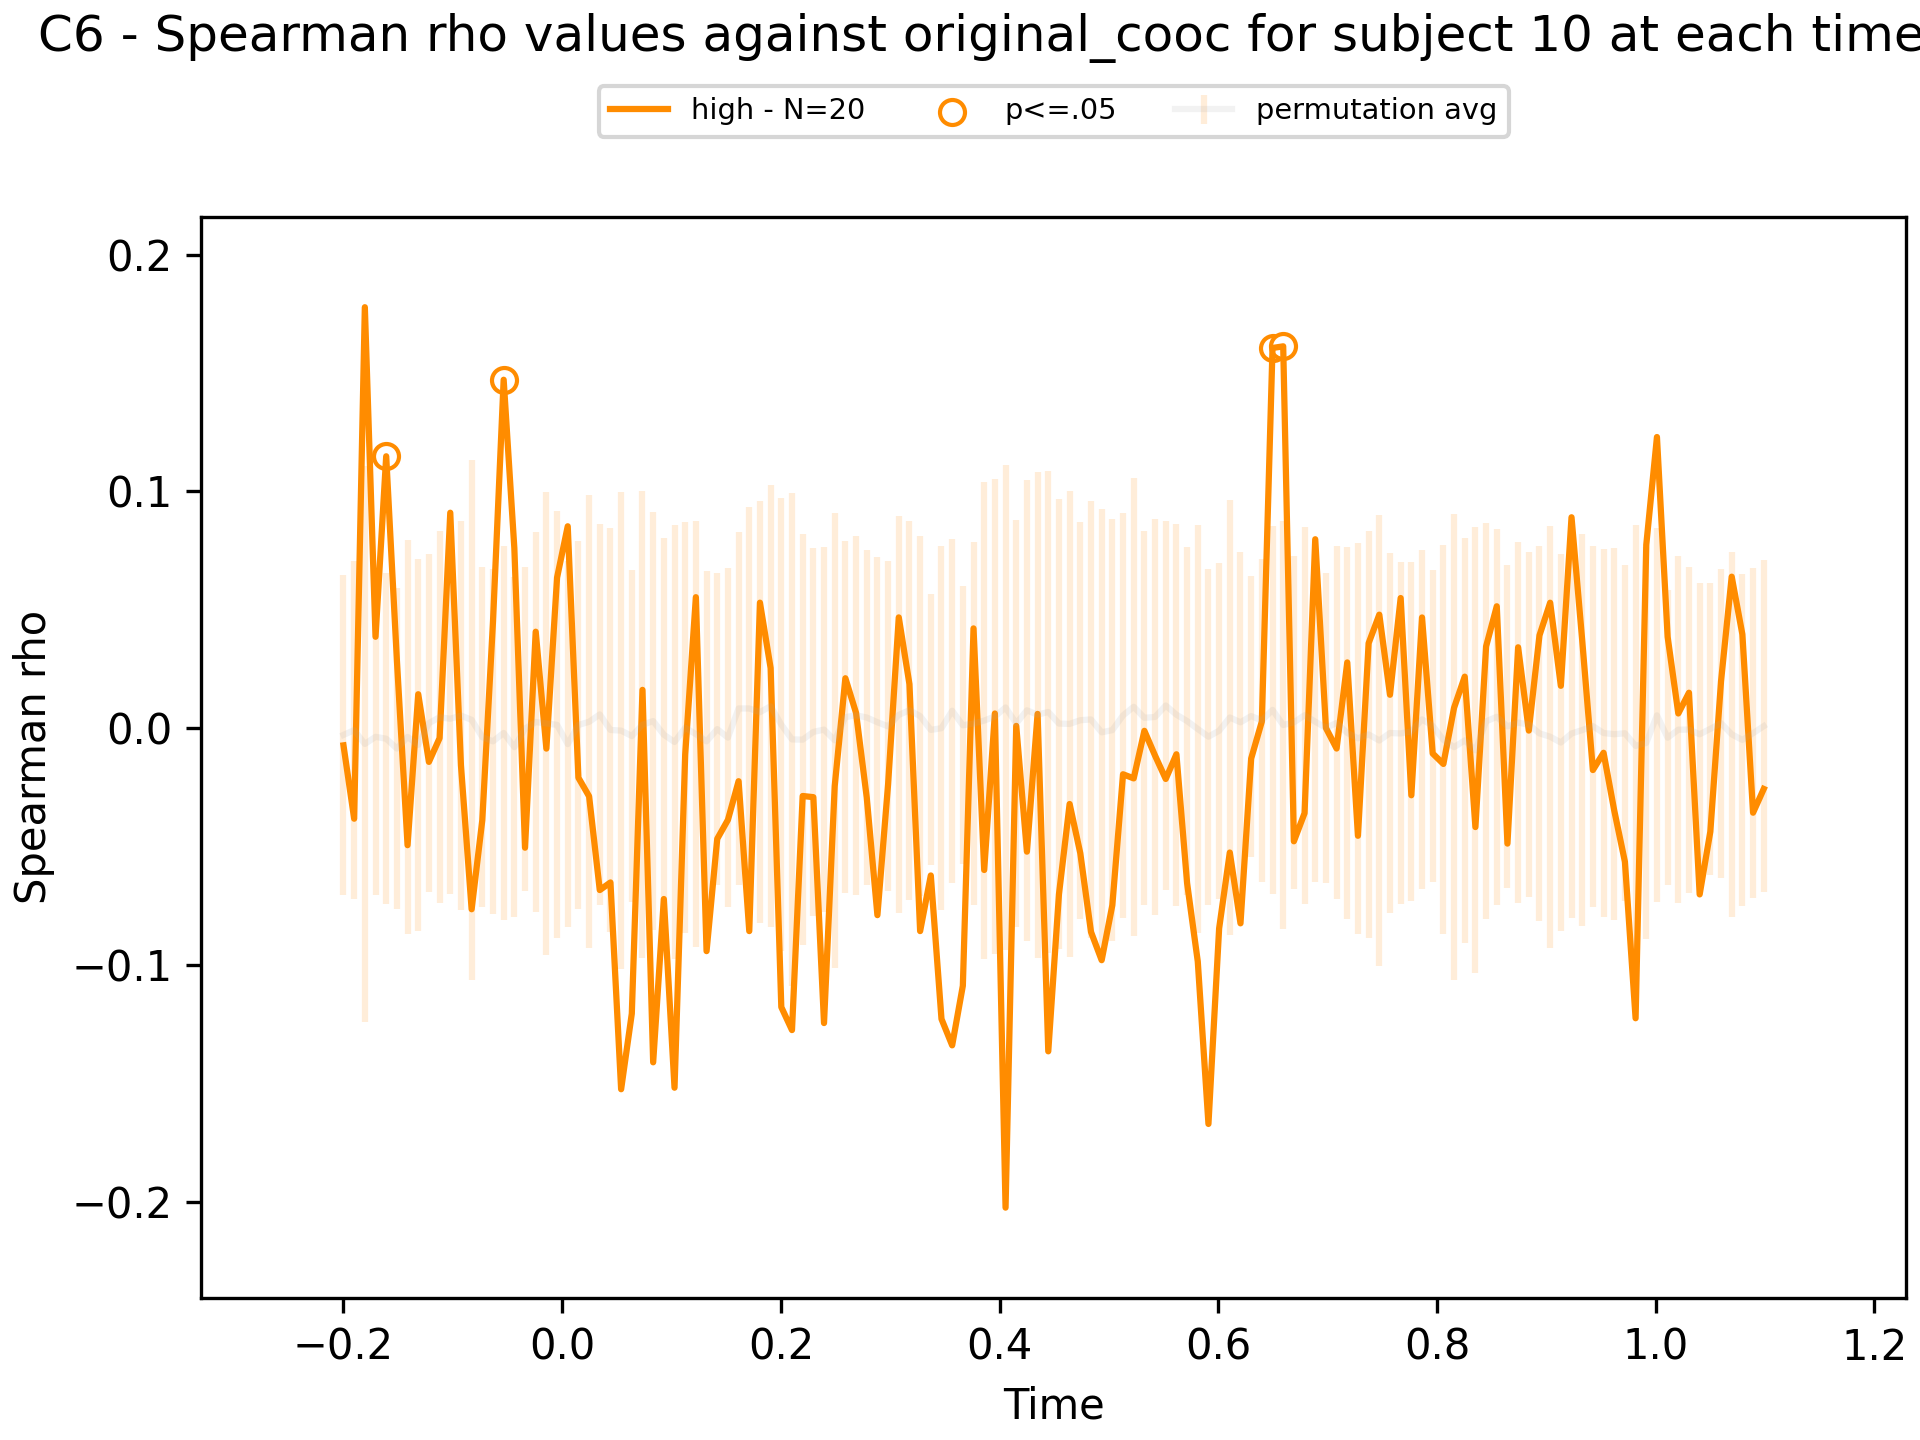 C6 - Spearman rho values against original_cooc for subject 10 at each time
high - N=20 p<=.05 permutation avg
0.2
0.1
0.0
−0.1
−0.2
Spearman rho
−0.2 0.0 0.2 0.4 0.6 0.8 1.0 1.2
Time